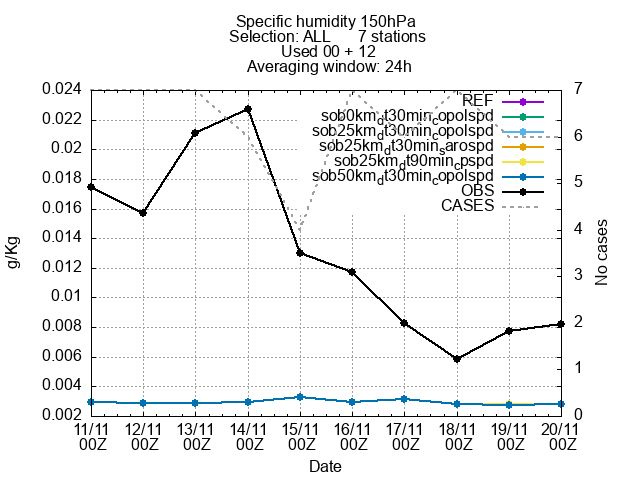 Specific humidity 150hPa
Selection: ALL 7 stations
Used 00 + 12
Averaging window: 24h
0.024
0.022
0.02
0.018
0.016
0.014
0.012
0.01
0.008
0.006
0.004
0.002
g/Kg
7
6
5
4
3
2
1
0
No cases
REF
sob0km_dt30min_copolspd
sob25km_dt30min_copolspd
sob25km_dt30min_sarospd
sob25km_dt90min_cpspd
sob50km_dt30min_copolspd
OBS
CASES
11/11 12/11 13/11 14/11 15/11 16/11 17/11 18/11 19/11 20/11
00Z 00Z 00Z 00Z 00Z 00Z 00Z 00Z 00Z 00Z
Date